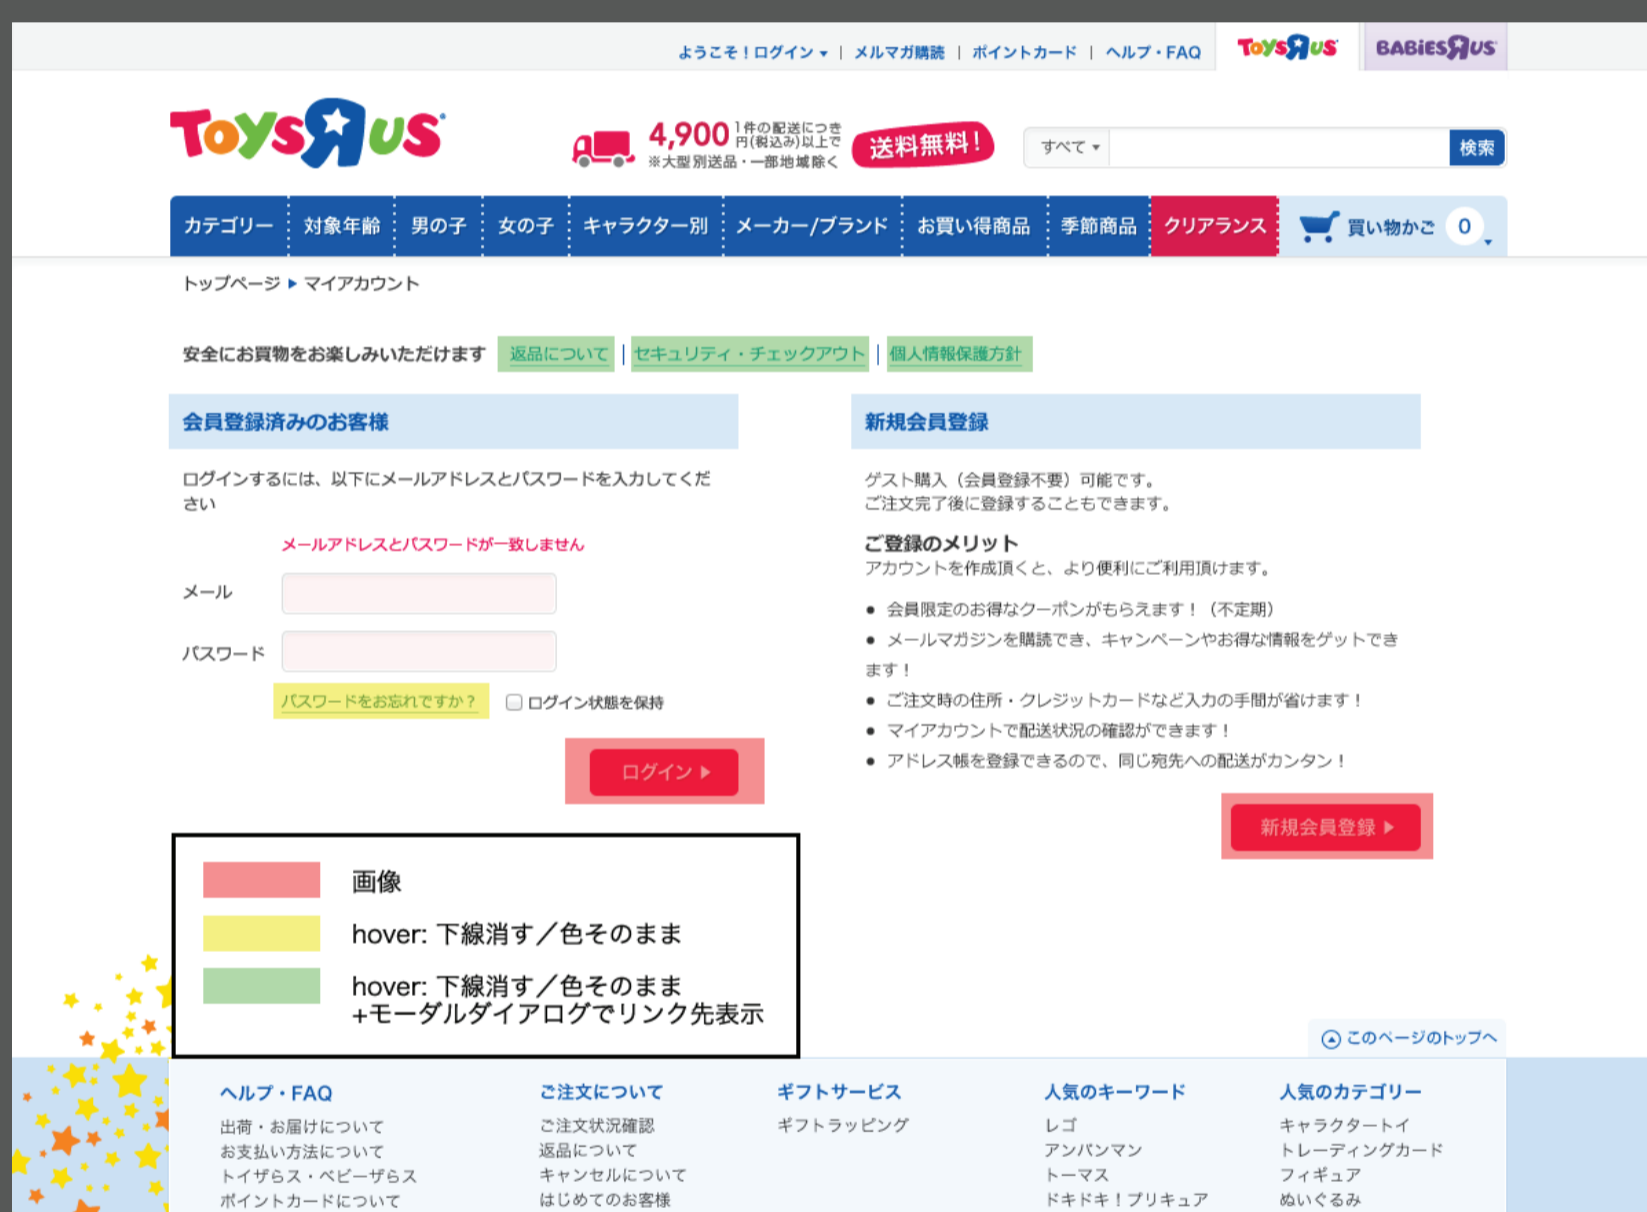 ようこそ！ログイン ▾ | メルマガ購読 | ポイントカード | ヘルプ・FAQ
ToysЯus
BABiESЯUS
ToysЯus
4,900 1件の配送につき
円(税込み)以上で
※大型別送品・一部地域除く
送料無料!
すべて ▾
検索
カテゴリー
対象年齢
男の子
女の子
キャラクター別
メーカー/ブランド
お買い得商品
季節商品
クリアランス
買い物かご 0
トップページ ▶ マイアカウント
安全にお買物をお楽しみいただけます 返品について | セキュリティ・チェックアウト | 個人情報保護方針
会員登録済みのお客様
ログインするには、以下にメールアドレスとパスワードを入力してくだ
さい
メールアドレスとパスワードが一致しません
メール
パスワード
パスワードをお忘れですか？
ログイン状態を保持
ログイン ▶
新規会員登録
ゲスト購入（会員登録不要）可能です。
ご注文完了後に登録することもできます。
ご登録のメリット
アカウントを作成頂くと、より便利にご利用頂けます。
● 会員限定のお得なクーポンがもらえます！（不定期）
● メールマガジンを購読でき、キャンペーンやお得な情報をゲットでき
ます！
● ご注文時の住所・クレジットカードなど入力の手間が省けます！
● マイアカウントで配送状況の確認ができます！
● アドレス帳を登録できるので、同じ宛先への配送がカンタン！
新規会員登録 ▶
画像
hover: 下線消す／色そのまま
hover: 下線消す／色そのまま
+モーダルダイアログでリンク先表示
このページのトップへ
ヘルプ・FAQ
出荷・お届けについて
お支払い方法について
トイザらス・ベビーザらス
ポイントカードについて
ご注文について
ご注文状況確認
返品について
キャンセルについて
はじめてのお客様
ギフトサービス
ギフトラッピング
人気のキーワード
レゴ
アンパンマン
トーマス
ドキドキ！プリキュア
人気のカテゴリー
キャラクタートイ
トレーディングカード
フィギュア
ぬいぐるみ